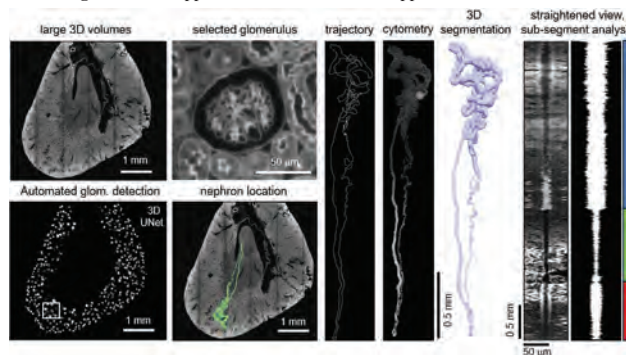 large 3D volumes
selected glomerulus
trajectory
cytometry
3D
segmentation
straightened view,
sub-segment analys
1 mm
50 µm
Automated glom. detection
nephron location
3D
UNet
1 mm
1 mm
0.5 mm
0.5 mm
50 µm